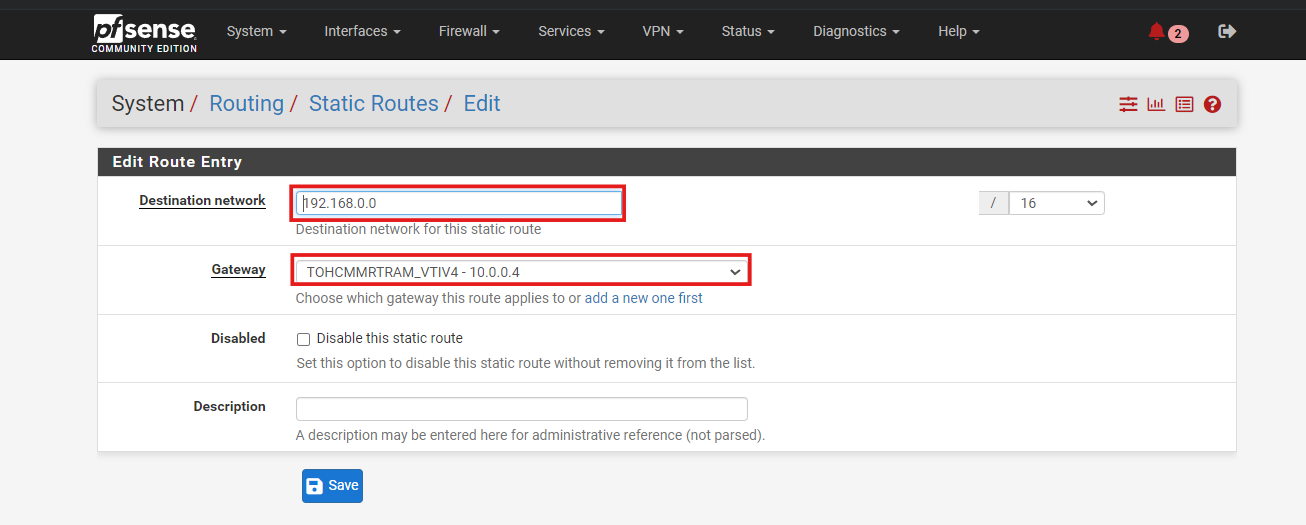 pfsense
COMMUNITY EDITION
System Interfaces Firewall Services VPN Status Diagnostics Help 2
System / Routing / Static Routes / Edit
Edit Route Entry
Destination network 192.168.0.0 / 16
Destination network for this static route
Gateway TOHCMMRTRAM_VTIV4 - 10.0.0.4
Choose which gateway this route applies to or add a new one first
Disabled Disable this static route
Set this option to disable this static route without removing it from the list.
Description
A description may be entered here for administrative reference (not parsed).
Save